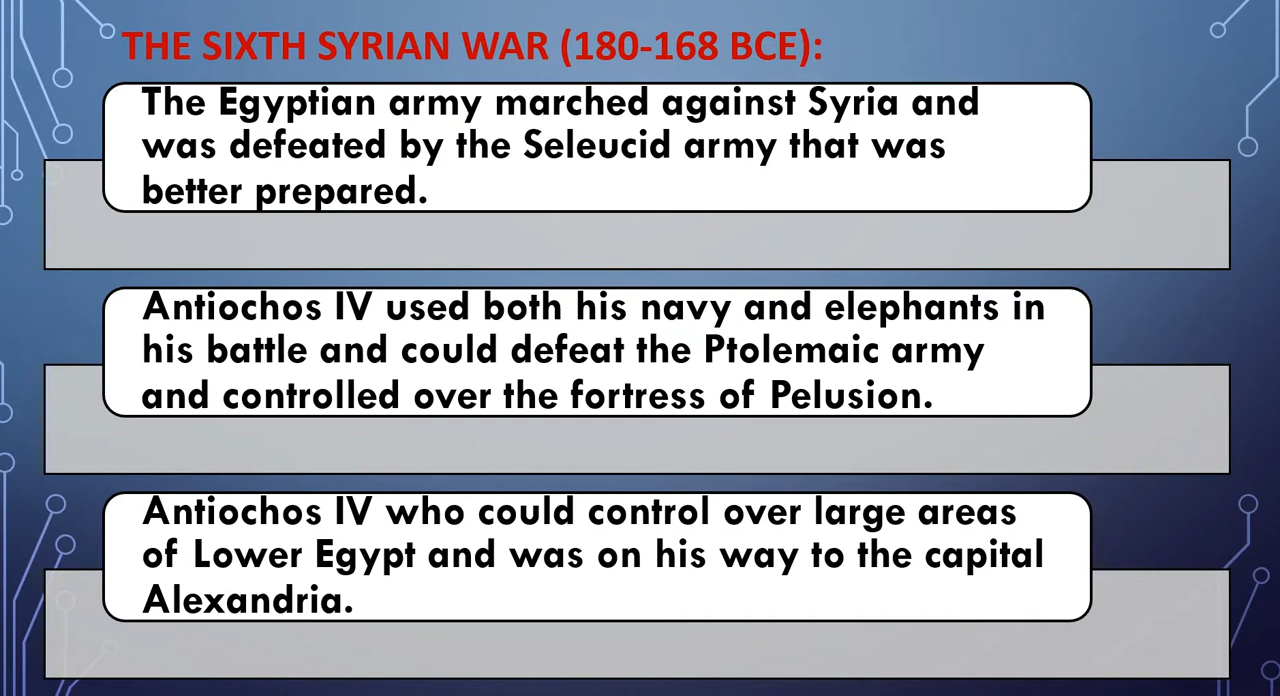 THE SIXTH SYRIAN WAR (180-168 BCE):
The Egyptian army marched against Syria and
was defeated by the Seleucid army that was
better prepared.
Antiochos IV used both his navy and elephants in
his battle and could defeat the Ptolemaic army
and controlled over the fortress of Pelusion.
Antiochos IV who could control over large areas
of Lower Egypt and was on his way to the capital
Alexandria.